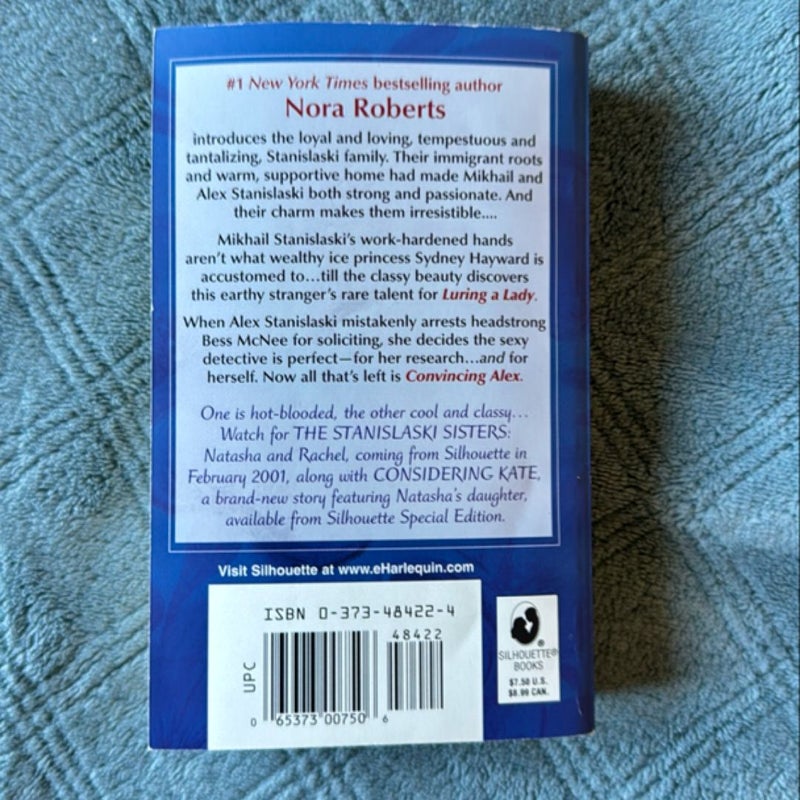 #1 New York Times bestselling author
Nora Roberts
introduces the loyal and loving, tempestuous and
tantalizing, Stanislaski family. Their immigrant roots
and warm, supportive home had made Mikhail and
Alex Stanislaski both strong and passionate. And
their charm makes them irresistible....
Mikhail Stanislaski's work-hardened hands
aren't what wealthy ice princess Sydney Hayward is
accustomed to...till the classy beauty discovers
this earthy stranger's rare talent for Luring a Lady.
When Alex Stanislaski mistakenly arrests headstrong
Bess McNee for soliciting, she decides the sexy
detective is perfect—for her research...and for
herself. Now all that's left is Convincing Alex.
One is hot-blooded, the other cool and classy...
Watch for THE STANISLASKI SISTERS:
Natasha and Rachel, coming from Silhouette in
February 2001, along with CONSIDERING KATE,
a brand-new story featuring Natasha's daughter,
available from Silhouette Special Edition.
Visit Silhouette at www.eHarlequin.com
ISBN 0-373-48422-4
48422
UPC
0 65373 00750 6
SILHOUETTE®
BOOKS
$7.50 U.S.
$8.99 CAN.